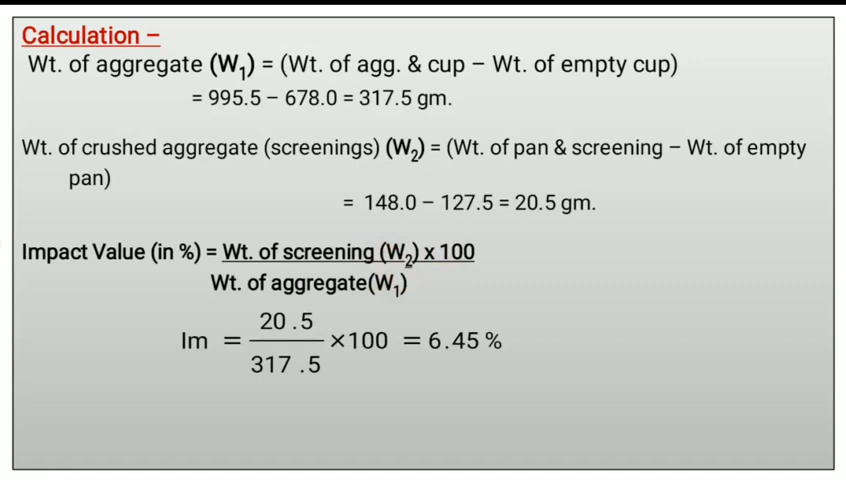 Calculation –
Wt. of aggregate (W₁) = (Wt. of agg. & cup – Wt. of empty cup)
= 995.5 – 678.0 = 317.5 gm.
Wt. of crushed aggregate (screenings) (W₂) = (Wt. of pan & screening – Wt. of empty
pan)
= 148.0 – 127.5 = 20.5 gm.
Impact Value (in %) = Wt. of screening (W₂) x 100
Wt. of aggregate(W₁)
20 .5
Im = ×100 = 6.45 %
317 .5